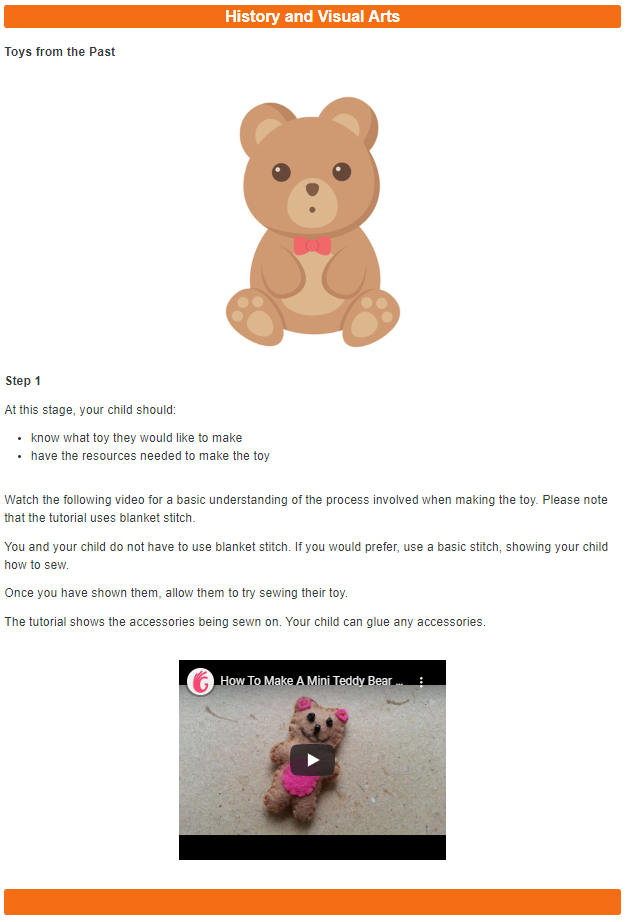 History and Visual Arts
Toys from the Past
Step 1
At this stage, your child should:
• know what toy they would like to make
• have the resources needed to make the toy
Watch the following video for a basic understanding of the process involved when making the toy. Please note
that the tutorial uses blanket stitch.
You and your child do not have to use blanket stitch. If you would prefer, use a basic stitch, showing your child
how to sew.
Once you have shown them, allow them to try sewing their toy.
The tutorial shows the accessories being sewn on. Your child can glue any accessories.
How To Make A Mini Teddy Bear ...